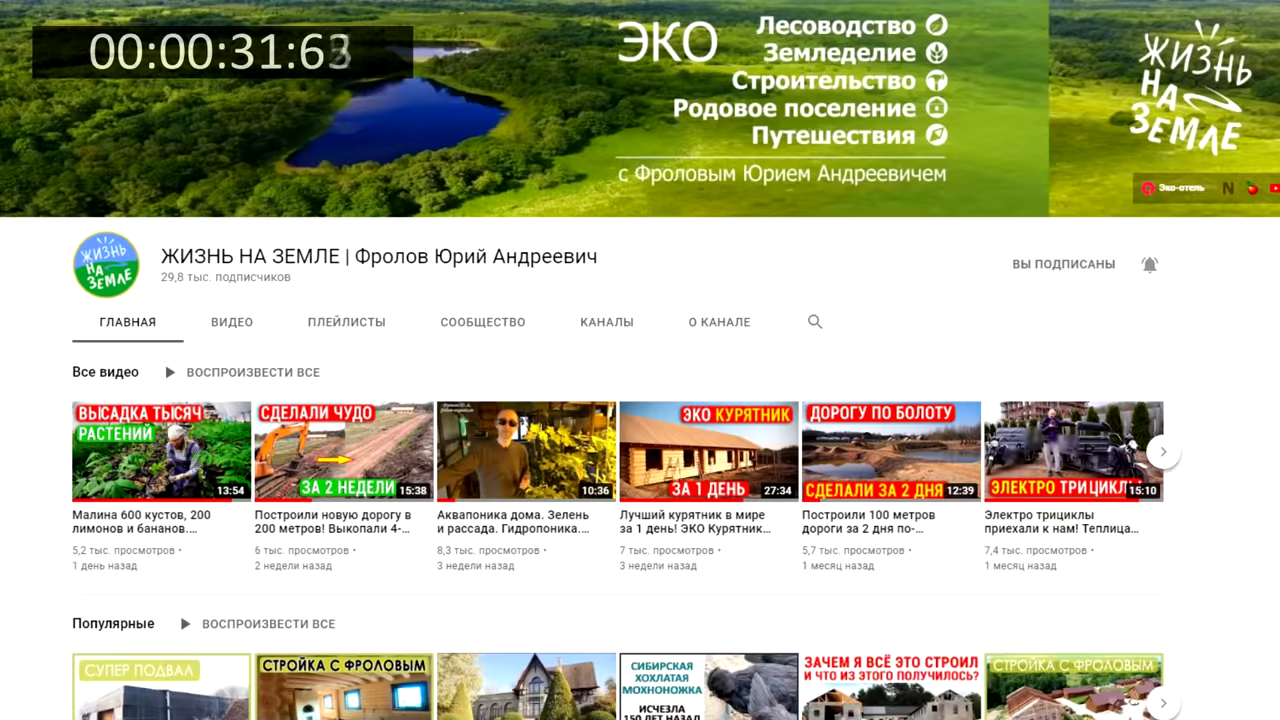 00:00:31:63
ЭКО
Лесоводство
Земледелие
Строительство
Родовое поселение
Путешествия
с Фроловым Юрием Андреевичем
ЖИЗНЬ
НА
ЗЕМЛЕ
Эко-отель
ЖИЗНЬ
НА
ЗЕМЛЕ
ЖИЗНЬ НА ЗЕМЛЕ | Фролов Юрий Андреевич
29,8 тыс. подписчиков
ВЫ ПОДПИСАНЫ
ГЛАВНАЯ ВИДЕО ПЛЕЙЛИСТЫ СООБЩЕСТВО КАНАЛЫ О КАНАЛЕ
Все видео ВОСПРОИЗВЕСТИ ВСЕ
ВЫСАДКА ТЫСЯЧ
РАСТЕНИЙ
13:54
Малина 600 кустов, 200
лимонов и бананов....
5,2 тыс. просмотров •
1 день назад
СДЕЛАЛИ ЧУДО
ЗА 2 НЕДЕЛИ
15:38
Построили новую дорогу в
200 метров! Выкопали 4-...
6 тыс. просмотров •
2 недели назад
10:36
Аквапоника дома. Зелень
и рассада. Гидропоника....
8,3 тыс. просмотров •
3 недели назад
ЭКО КУРЯТНИК
ЗА 1 ДЕНЬ
27:34
Лучший курятник в мире
за 1 день! ЭКО Курятник...
7 тыс. просмотров •
3 недели назад
ДОРОГУ ПО БОЛОТУ
СДЕЛАЛИ ЗА 2 ДНЯ
12:39
Построили 100 метров
дороги за 2 дня по-...
5,7 тыс. просмотров •
1 месяц назад
ЭЛЕКТРО ТРИЦИКЛЫ
15:10
Электро трициклы
приехали к нам! Теплица...
7,4 тыс. просмотров •
1 месяц назад
Популярные ВОСПРОИЗВЕСТИ ВСЕ
СУПЕР ПОДВАЛ
СТРОЙКА С ФРОЛОВЫМ
СИБИРСКАЯ
ХОХЛАТАЯ
МОХНОНОЖКА
ИСЧЕЗЛА
150 ЛЕТ НАЗАД
ЗАЧЕМ Я ВСЁ ЭТО СТРОИЛ
И ЧТО ИЗ ЭТОГО ПОЛУЧИЛОСЬ?
СТРОЙКА С ФРОЛОВЫМ